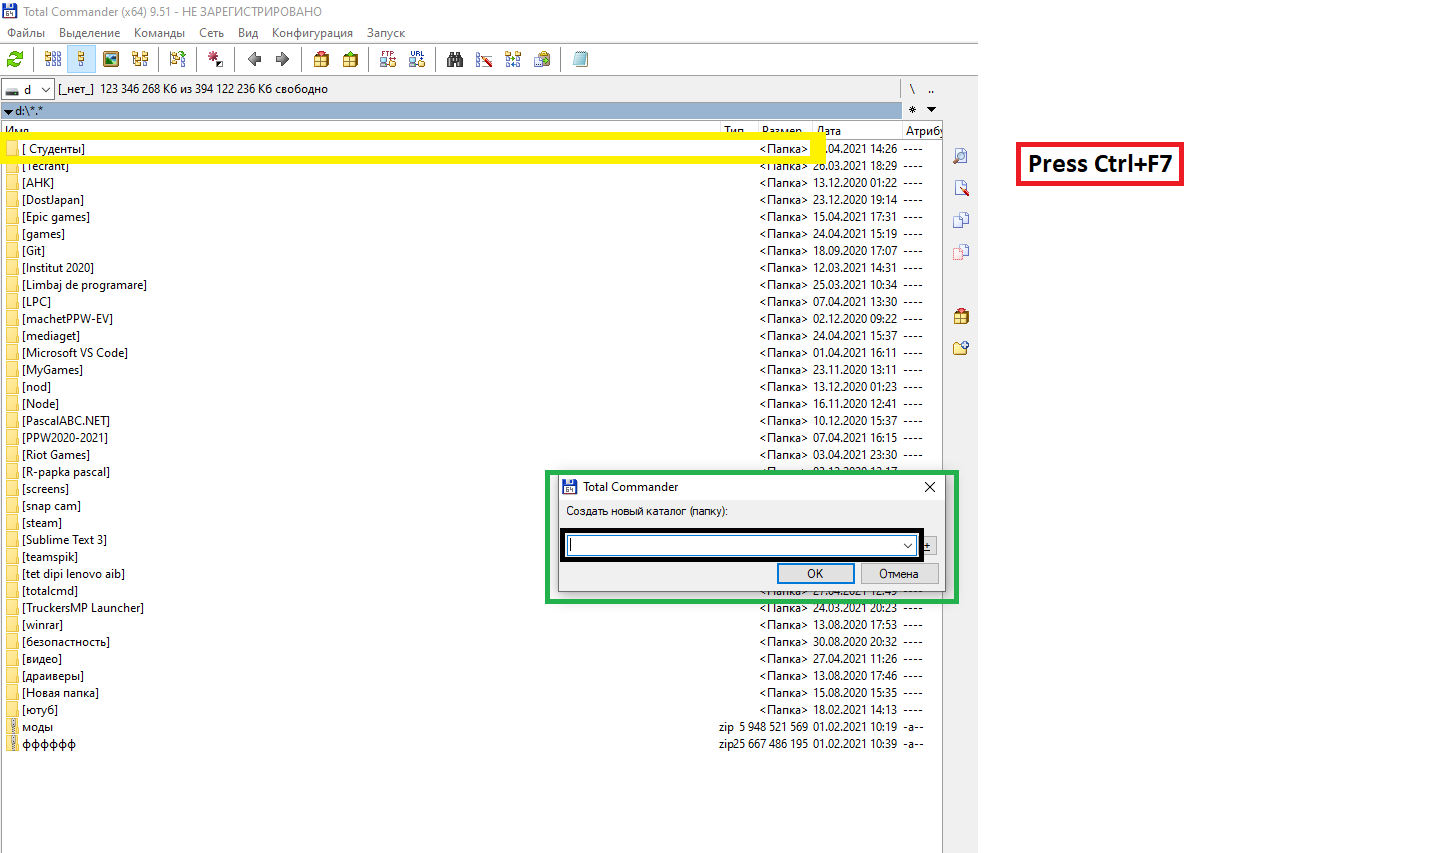 Total Commander (x64) 9.51 - НЕ ЗАРЕГИСТРИРОВАНО
Файлы Выделение Команды Сеть Вид Конфигурация Запуск
FTP URL
d [_нет_] 123 346 268 Кб из 394 122 236 Кб свободно \ ..
d:\*.* *
Имя Тип Размер Дата Атрибу
[ Студенты] <Папка> .04.2021 14:26 ----
[Tecrant] <Папка> 26.03.2021 18:29 ----
[AHK] <Папка> 13.12.2020 01:22 ----
[DostJapan] <Папка> 23.12.2020 19:14 ----
[Epic games] <Папка> 15.04.2021 17:31 ----
[games] <Папка> 24.04.2021 15:19 ----
[Git] <Папка> 18.09.2020 17:07 ----
[Institut 2020] <Папка> 12.03.2021 14:31 ----
[Limbaj de programare] <Папка> 25.03.2021 10:34 ----
[LPC] <Папка> 07.04.2021 13:30 ----
[machetPPW-EV] <Папка> 02.12.2020 09:22 ----
[mediaget] <Папка> 24.04.2021 15:37 ----
[Microsoft VS Code] <Папка> 01.04.2021 16:11 ----
[MyGames] <Папка> 23.11.2020 13:11 ----
[nod] <Папка> 13.12.2020 01:23 ----
[Node] <Папка> 16.11.2020 12:41 ----
[PascalABC.NET] <Папка> 10.12.2020 15:37 ----
[PPW2020-2021] <Папка> 07.04.2021 16:15 ----
[Riot Games] <Папка> 03.04.2021 23:30 ----
[R-papka pascal]
[screens]
[snap cam]
[steam]
[Sublime Text 3]
[teamspik]
[tet dipi lenovo aib]
[totalcmd] <Папка> 27.04.2021 12:49 ----
[TruckersMP Launcher] <Папка> 24.03.2021 20:23 ----
[winrar] <Папка> 13.08.2020 17:53 ----
[безопастность] <Папка> 30.08.2020 20:32 ----
[видео] <Папка> 27.04.2021 11:26 ----
[драиверы] <Папка> 13.08.2020 17:46 ----
[Новая папка] <Папка> 15.08.2020 15:35 ----
[ютуб] <Папка> 18.02.2021 14:13 ----
моды zip 5 948 521 569 01.02.2021 10:19 -a--
фффффф zip 25 667 486 195 01.02.2021 10:39 -a--
Total Commander
Создать новый каталог (папку):
±
OK Отмена
Press Ctrl+F7